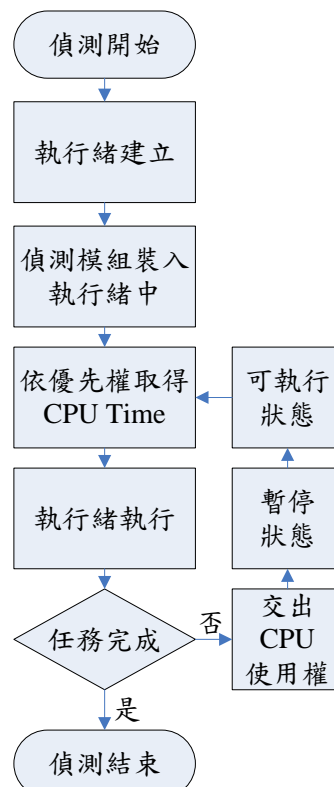 偵測開始
執行緒建立
偵測模組裝入
執行緒中
依優先權取得
CPU Time
可執行
狀態
執行緒執行
暫停
狀態
任務完成
否
交出
CPU
使用權
是
偵測結束